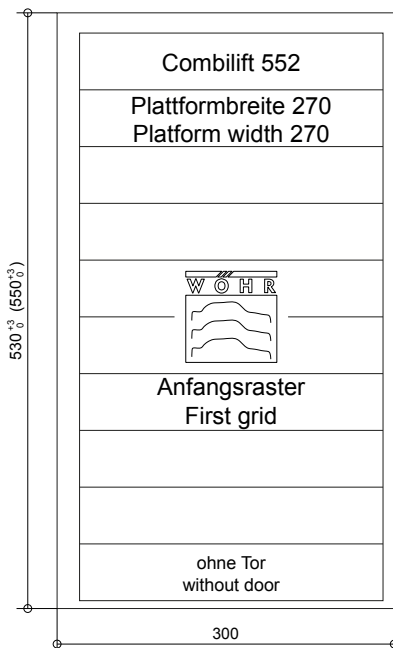 Combilift 552
Plattformbreite 270
Platform width 270
530 +3 0 (550 +3 0)
WÖHR
Anfangsraster
First grid
ohne Tor
without door
300